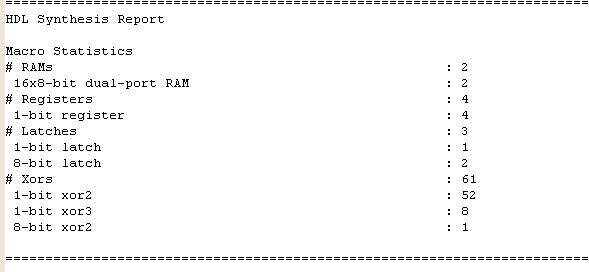 =========================================================================
HDL Synthesis Report

Macro Statistics
# RAMs                                                 : 2
 16x8-bit dual-port RAM                                : 2
# Registers                                            : 4
 1-bit register                                        : 4
# Latches                                              : 3
 1-bit latch                                           : 1
 8-bit latch                                           : 2
# Xors                                                 : 61
 1-bit xor2                                            : 52
 1-bit xor3                                            : 8
 8-bit xor2                                            : 1

=========================================================================